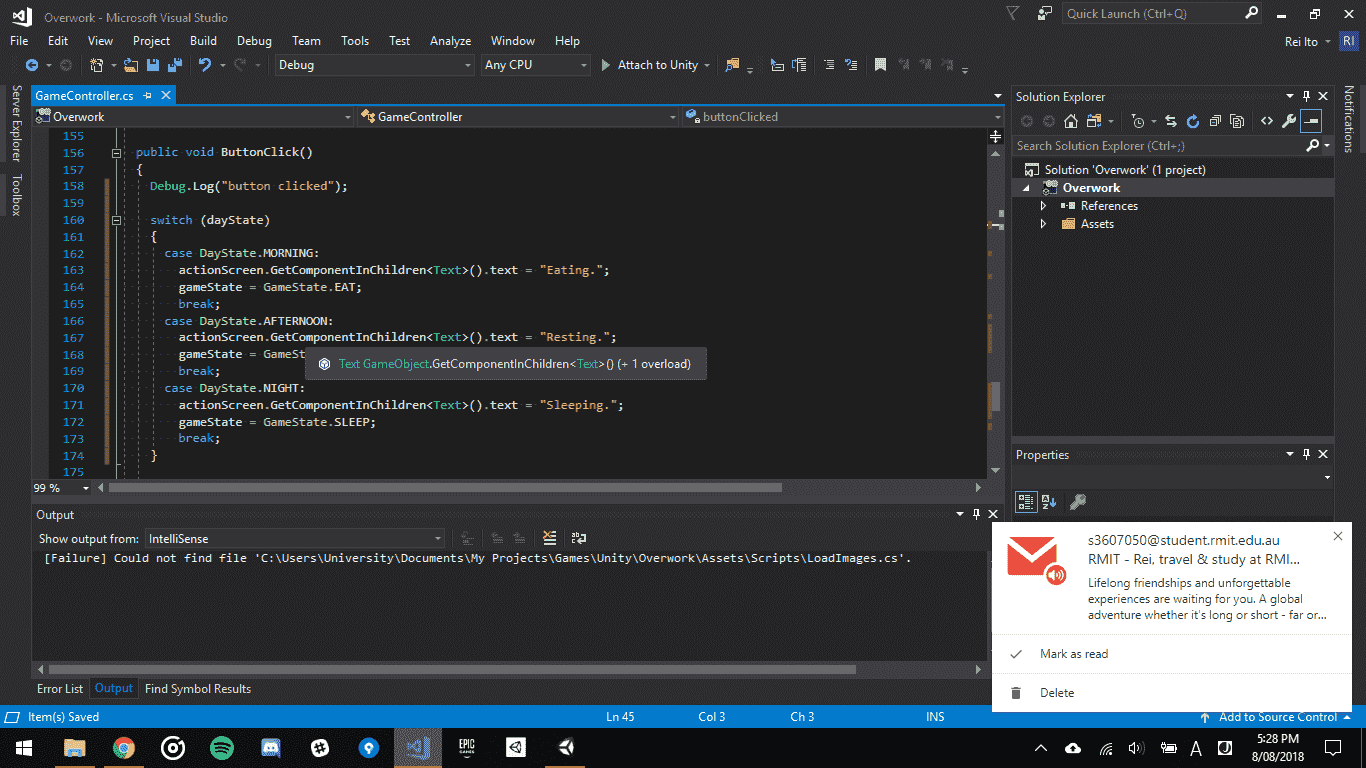 Overwork - Microsoft Visual Studio
Quick Launch (Ctrl+Q)
File Edit View Project Build Debug Team Tools Test Analyze Window Help
Rei Ito RI
Debug Any CPU Attach to Unity
Server Explorer
Toolbox
GameController.cs
Overwork GameController buttonClicked
155
156 public void ButtonClick()
157 {
158 Debug.Log("button clicked");
159
160 switch (dayState)
161 {
162 case DayState.MORNING:
163 actionScreen.GetComponentInChildren<Text>().text = "Eating.";
164 gameState = GameState.EAT;
165 break;
166 case DayState.AFTERNOON:
167 actionScreen.GetComponentInChildren<Text>().text = "Resting.";
168 gameState = GameSt
Text GameObject.GetComponentInChildren<Text>() (+ 1 overload)
169 break;
170 case DayState.NIGHT:
171 actionScreen.GetComponentInChildren<Text>().text = "Sleeping.";
172 gameState = GameState.SLEEP;
173 break;
174 }
175
99 %
Output
Show output from: IntelliSense
[Failure] Could not find file 'C:\Users\University\Documents\My Projects\Games\Unity\Overwork\Assets\Scripts\LoadImages.cs'.
Error List Output Find Symbol Results
Solution Explorer
Search Solution Explorer (Ctrl+;)
Solution 'Overwork' (1 project)
Overwork
References
Assets
Properties
Notifications
s3607050@student.rmit.edu.au
RMIT - Rei, travel & study at RMI...
Lifelong friendships and unforgettable
experiences are waiting for you. A global
adventure whether it's long or short - far or...
Mark as read
Delete
Item(s) Saved Ln 45 Col 3 Ch 3 INS Add to Source Control
EPIC
GAMES
A
J
5:28 PM
8/08/2018